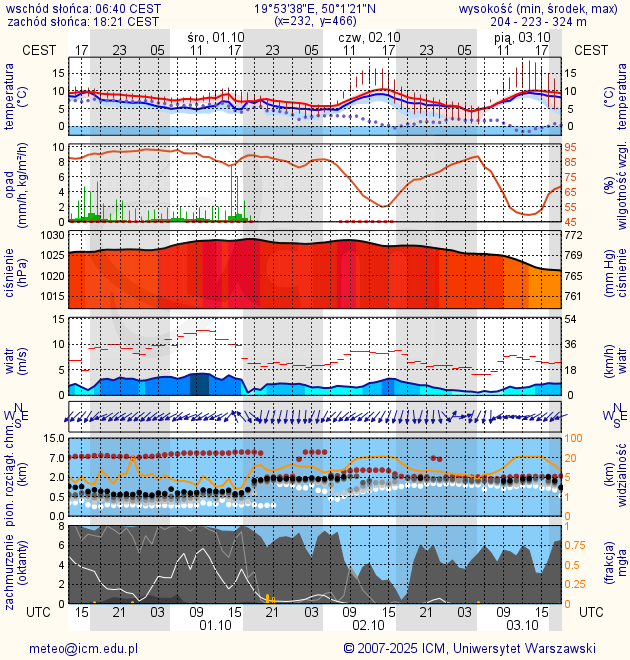 wschód słońca: 06:40 CEST
zachód słońca: 18:21 CEST
19°53'38"E, 50°1'21"N
(x=232, y=466)
wysokość (min, środek, max)
204 - 223 - 324 m
śro, 01.10 czw, 02.10 pią, 03.10
CEST 17 23 05 11 17 23 05 11 17 23 05 11 17 CEST
temperatura (°C)
15 10 5 0
15 10 5 0
temperatura (°C)
opad (mm/h, kg/m²/h)
10 8 6 4 2 0
95 85 75 65 55 45
(%) wilgotność wzgl.
ciśnienie (hPa)
1030 1025 1020 1015
772 769 765 761
(mm Hg) ciśnienie
wiatr (m/s)
15 10 5 0
54 36 18 0
(km/h) wiatr
N W E S
N W E S
pion. rozciągł. chm. (km)
15.0 7.0 2.0 0.5 0.0
100 20 5 1 0
(km) widzialność
zachmurzenie (oktanty)
8 6 4 2 0
1 0.75 0.5 0.25 0
(frakcja) mgła
UTC 15 21 03 09 15 21 03 09 15 21 03 09 15 UTC
01.10 02.10 03.10
meteo@icm.edu.pl
© 2007-2025 ICM, Uniwersytet Warszawski